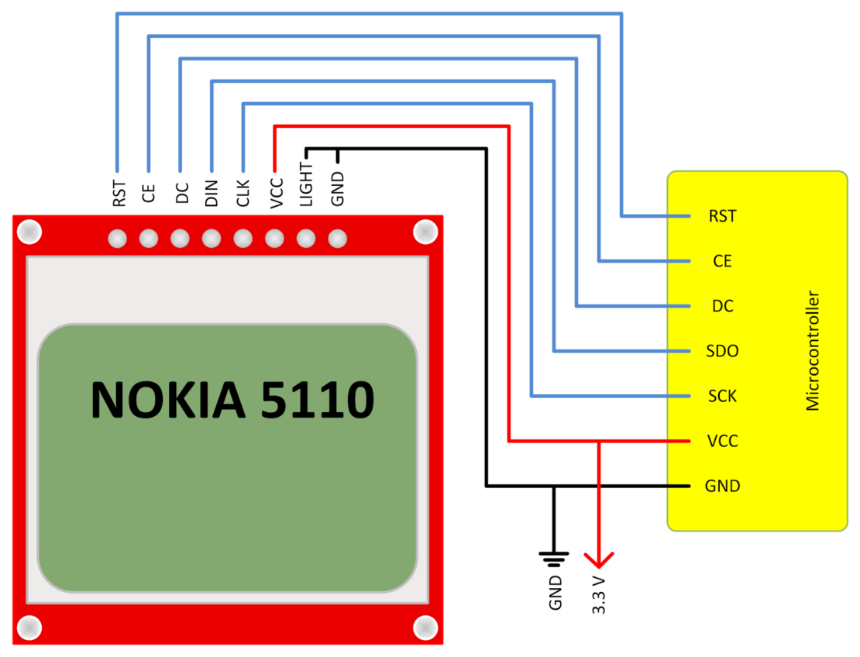 RST
CE
DC
DIN
CLK
VCC
LIGHT
GND
NOKIA 5110
RST
CE
DC
SDO
SCK
VCC
GND
Microcontroller
GND
3.3 V